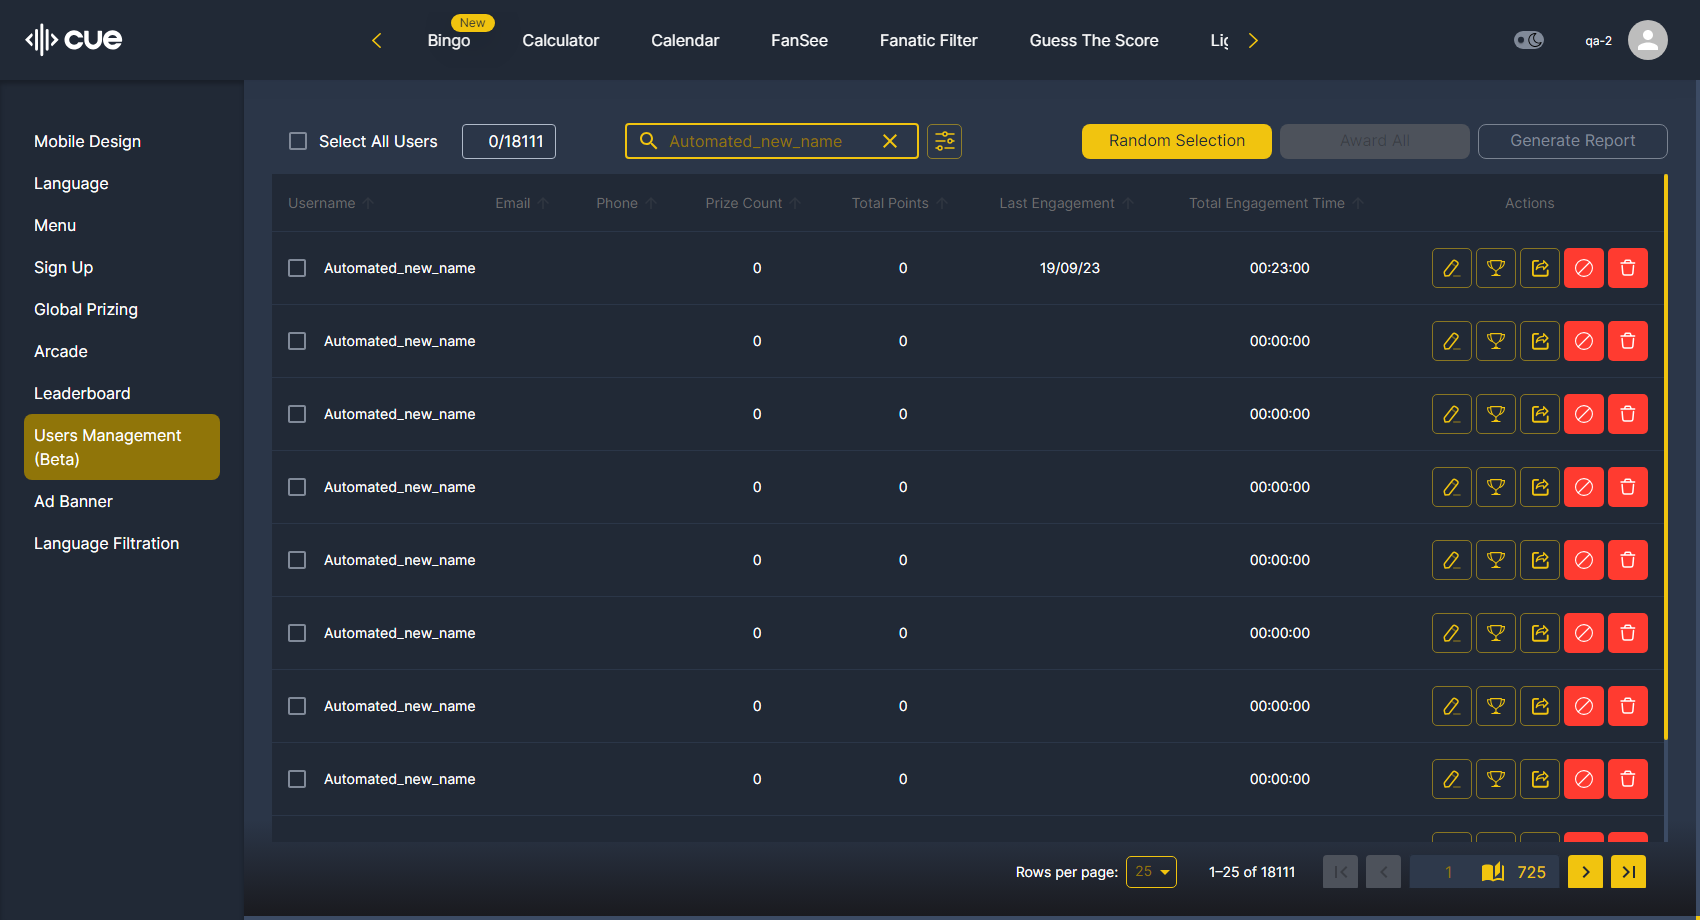 cue
New
Bingo
Calculator
Calendar
FanSee
Fanatic Filter
Guess The Score
qa-2
Mobile Design
Language
Menu
Sign Up
Global Prizing
Arcade
Leaderboard
Users Management
(Beta)
Ad Banner
Language Filtration
Select All Users
0/18111
Automated_new_name
Random Selection
Award All
Generate Report
Username Email Phone Prize Count Total Points Last Engagement Total Engagement Time Actions
Automated_new_name 0 0 19/09/23 00:23:00
Automated_new_name 0 0 00:00:00
Automated_new_name 0 0 00:00:00
Automated_new_name 0 0 00:00:00
Automated_new_name 0 0 00:00:00
Automated_new_name 0 0 00:00:00
Automated_new_name 0 0 00:00:00
Automated_new_name 0 0 00:00:00
Rows per page: 25 1–25 of 18111 1 725